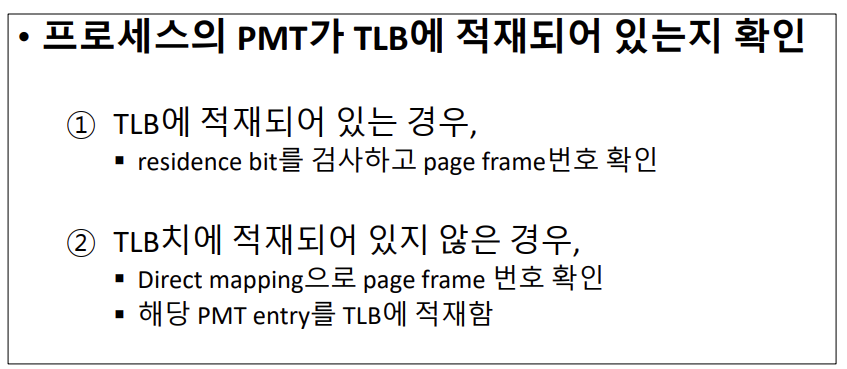 • 프로세스의 PMT가 TLB에 적재되어 있는지 확인
① TLB에 적재되어 있는 경우,
▪ residence bit를 검사하고 page frame번호 확인
② TLB치에 적재되어 있지 않은 경우,
▪ Direct mapping으로 page frame 번호 확인
▪ 해당 PMT entry를 TLB에 적재함